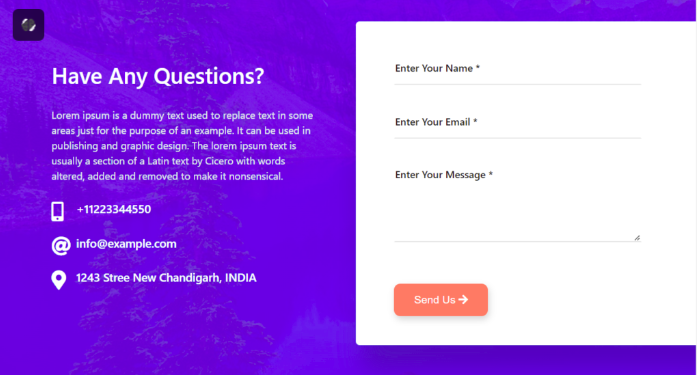 Have Any Questions?
Lorem ipsum is a dummy text used to replace text in some
areas just for the purpose of an example. It can be used in
publishing and graphic design. The lorem ipsum text is
usually a section of a Latin text by Cicero with words
altered, added and removed to make it nonsensical.
+11223344550
@ info@example.com
1243 Stree New Chandigarh, INDIA
Enter Your Name *
Enter Your Email *
Enter Your Message *
Send Us